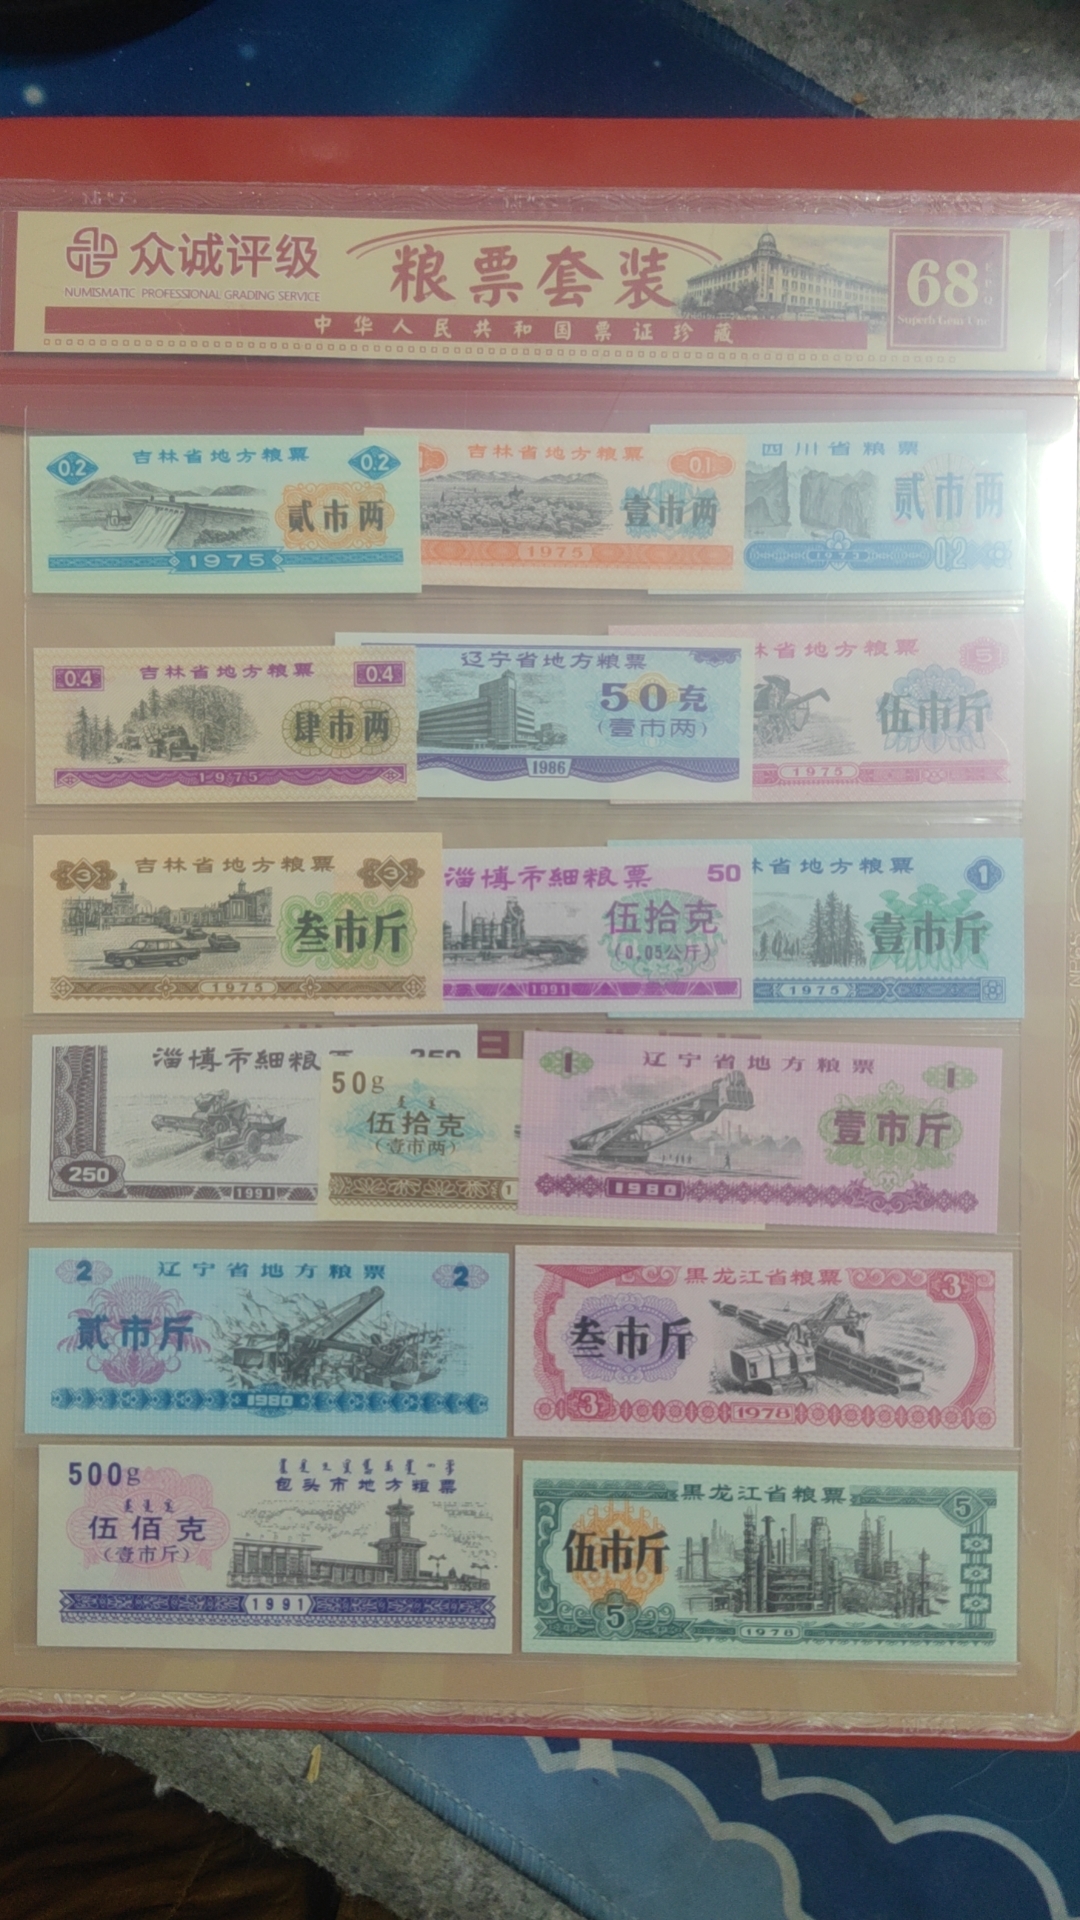 众诚评级
NUMISMATIC PROFESSIONAL GRADING SERVICE
粮票套装
中华人民共和国票证珍藏
68
Superb Gem Unc
0.2
吉林省地方粮票
0.2
贰市两
1975
吉林省地方粮票
0.1
壹市两
1975
四川省粮票
贰市两
1975
0.2
0.4
吉林省地方粮票
0.4
肆市两
1975
辽宁省地方粮票
50克
(壹市两)
1986
林省地方粮票
5
伍市斤
1975
3
吉林省地方粮票
3
叁市斤
1975
淄博市細粮票
50
伍拾克
(0.05公斤)
1991
林省地方粮票
1
壹市斤
1975
淄博市細粮票
250
250
1991
50g
伍拾克
(壹市两)
1
1
辽宁省地方粮票
1
壹市斤
1980
2
辽宁省地方粮票
2
贰市斤
1980
黑龙江省粮票
3
叁市斤
3
1978
500g
包头市地方粮票
伍佰克
(壹市斤)
1991
黑龙江省粮票
5
伍市斤
5
1978